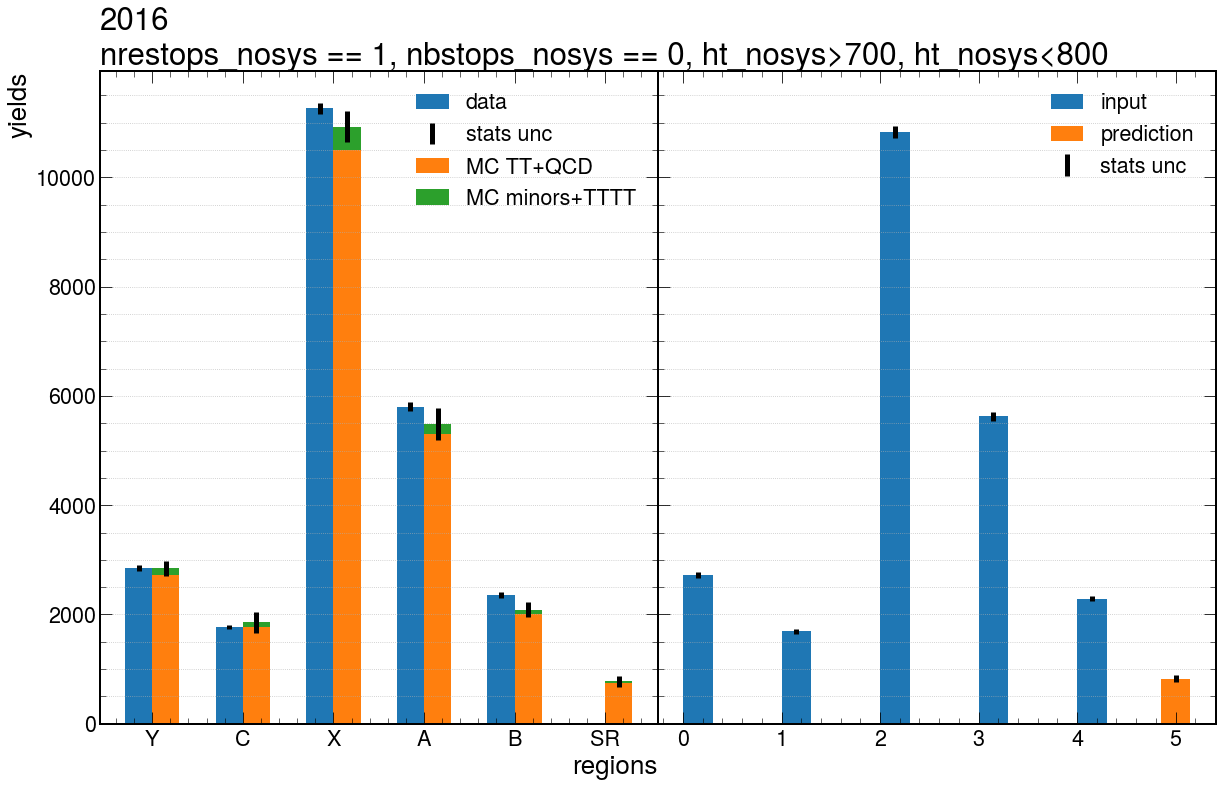 2016
nrestops_nosys == 1, nbstops_nosys == 0, ht_nosys>700, ht_nosys<800
yields
10000
8000
6000
4000
2000
0
data
stats unc
MC TT+QCD
MC minors+TTTT
input
prediction
stats unc
Y C X A B SR
0 1 2 3 4 5
regions